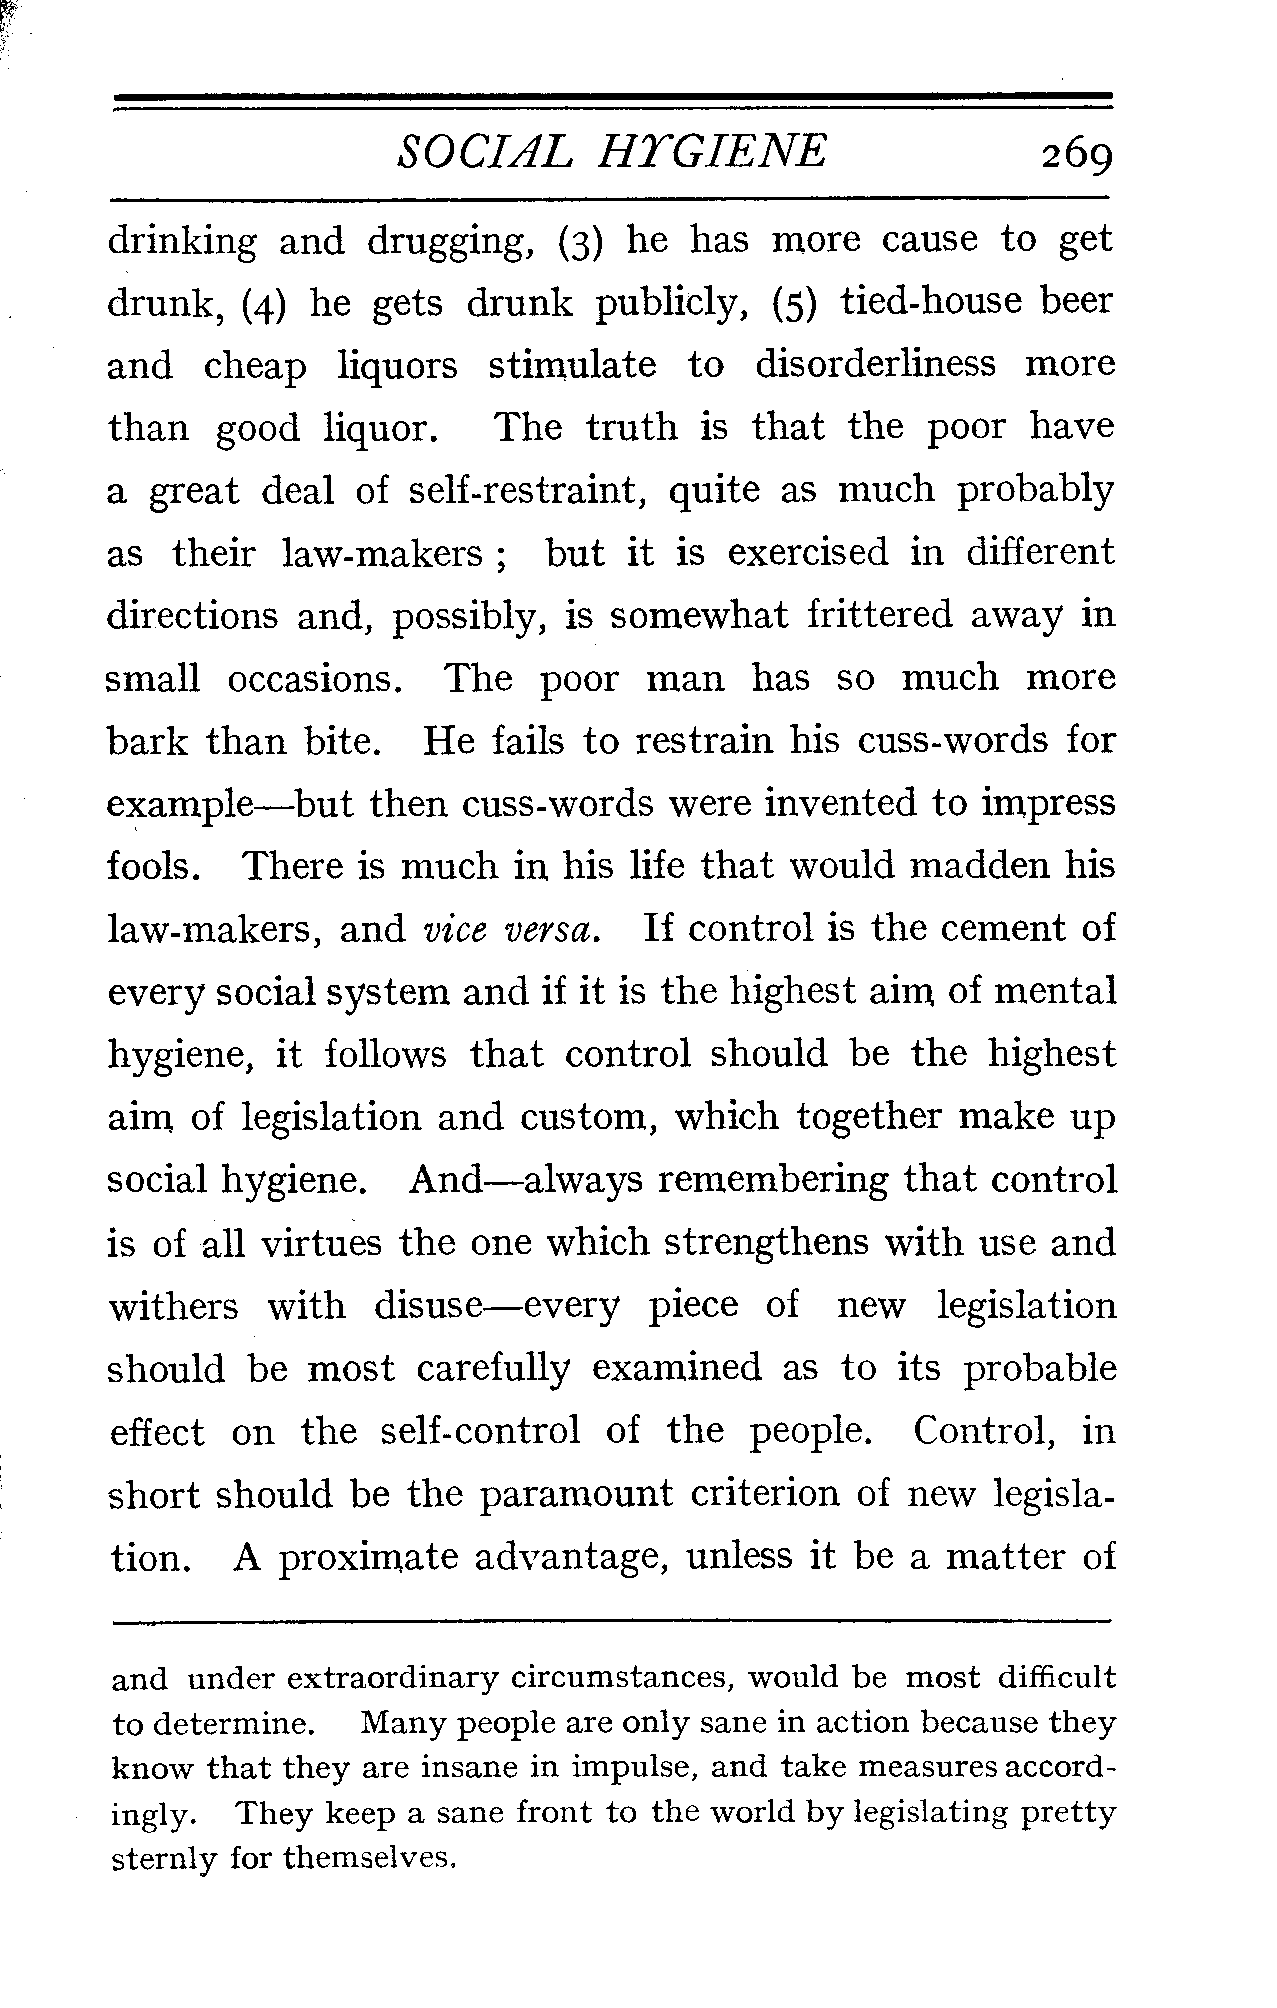 SOCIAL HYGIENE 269
drinking and drugging, (3) he has more cause to get
drunk, (4) he gets drunk publicly, (5) tied-house beer
and cheap liquors stimulate to disorderliness more
than good liquor. The truth is that the poor have
a great deal of self-restraint, quite as much probably
as their law-makers ; but it is exercised in different
directions and, possibly, is somewhat frittered away in
small occasions. The poor man has so much more
bark than bite. He fails to restrain his cuss-words for
example—but then cuss-words were invented to impress
fools. There is much in his life that would madden his
law-makers, and vice versa. If control is the cement of
every social system and if it is the highest aim of mental
hygiene, it follows that control should be the highest
aim of legislation and custom, which together make up
social hygiene. And—always remembering that control
is of all virtues the one which strengthens with use and
withers with disuse—every piece of new legislation
should be most carefully examined as to its probable
effect on the self-control of the people. Control, in
short should be the paramount criterion of new legisla-
tion. A proximate advantage, unless it be a matter of
and under extraordinary circumstances, would be most difficult
to determine. Many people are only sane in action because they
know that they are insane in impulse, and take measures accord-
ingly. They keep a sane front to the world by legislating pretty
sternly for themselves.